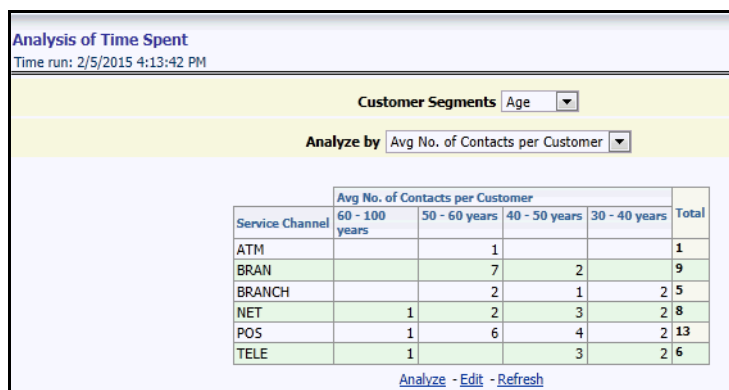 Analysis of Time Spent
Time run: 2/5/2015 4:13:42 PM
Customer Segments Age
Analyze by Avg No. of Contacts per Customer
Avg No. of Contacts per Customer
Service Channel 60 - 100 years 50 - 60 years 40 - 50 years 30 - 40 years Total
ATM 1 1
BRAN 7 2 9
BRANCH 2 1 2 5
NET 1 2 3 2 8
POS 1 6 4 2 13
TELE 1 3 2 6
Analyze - Edit - Refresh